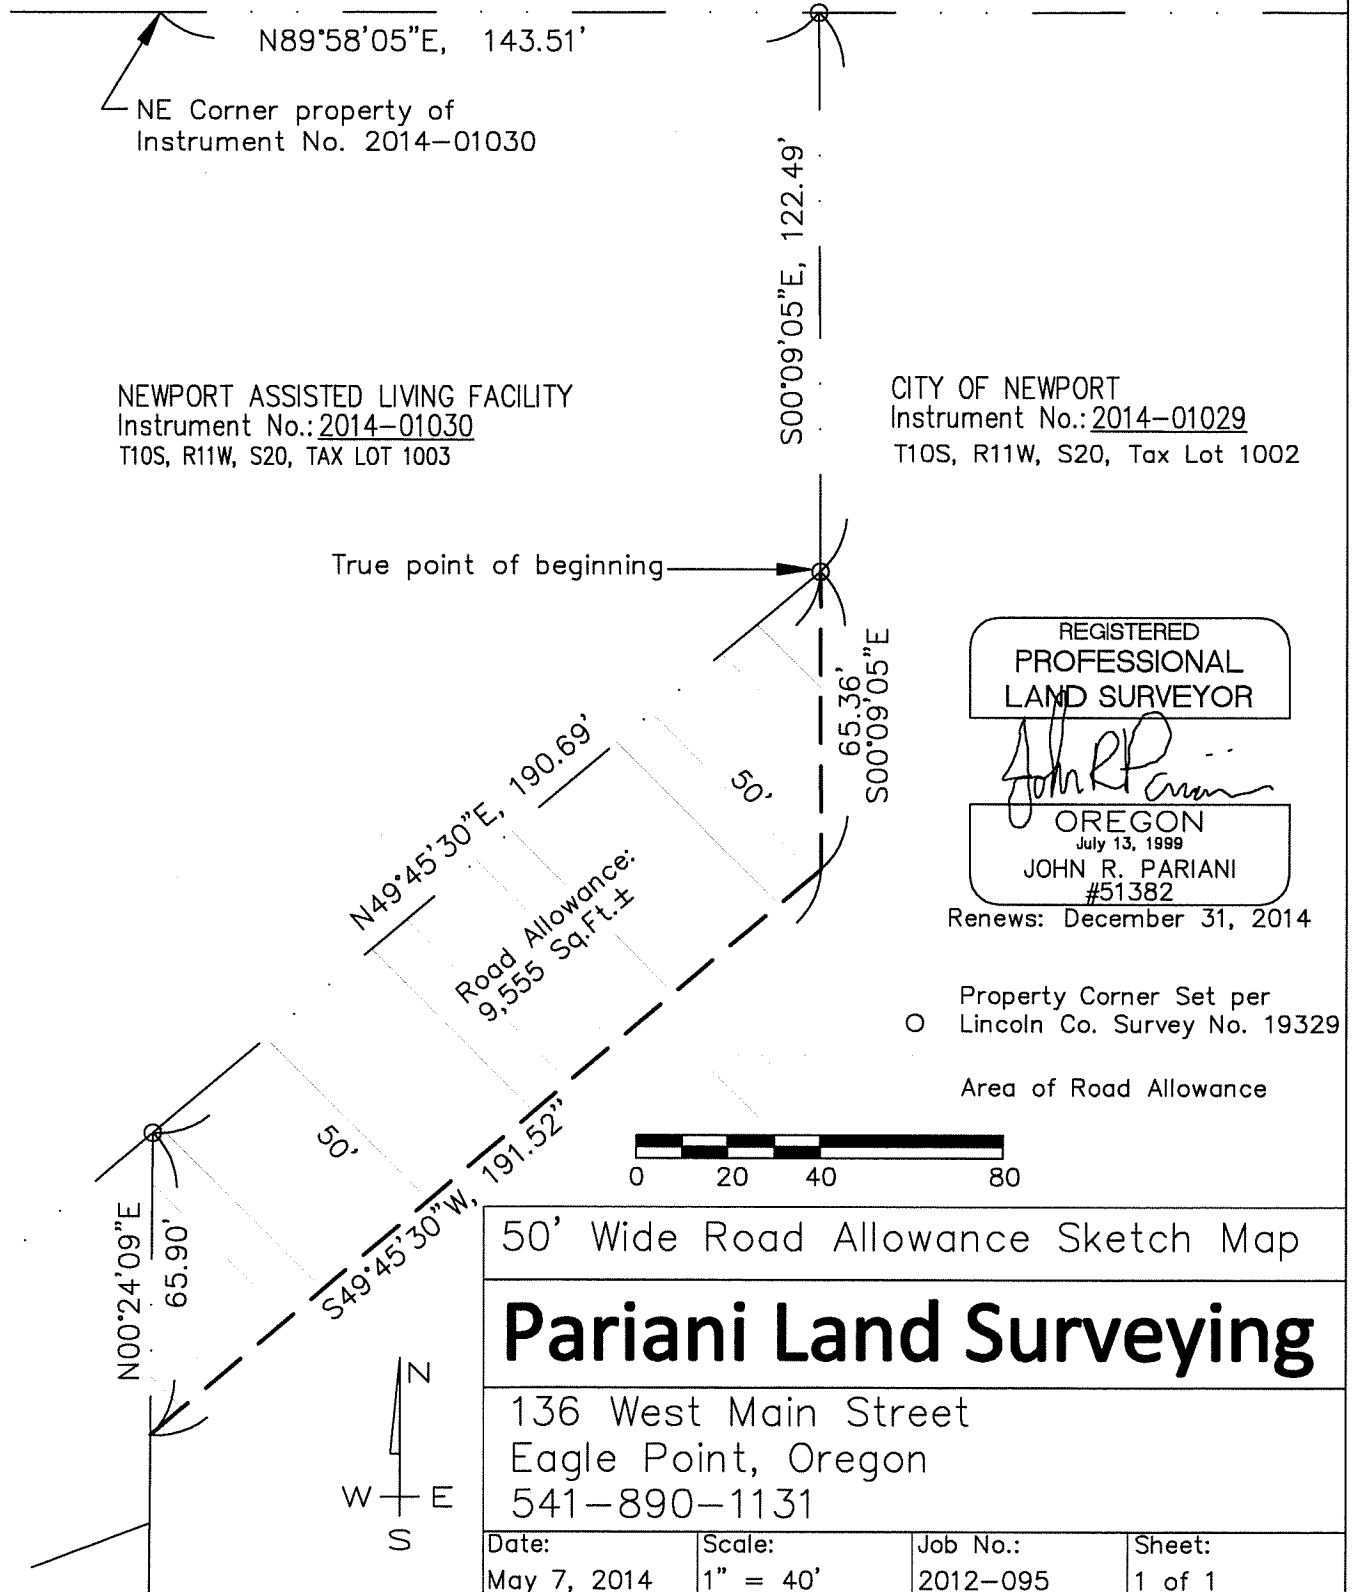 N89°58'05"E, 143.51'
NE Corner property of
Instrument No. 2014-01030
S00°09'05"E, 122.49'
NEWPORT ASSISTED LIVING FACILITY
Instrument No.: 2014-01030
T10S, R11W, S20, TAX LOT 1003
CITY OF NEWPORT
Instrument No.: 2014-01029
T10S, R11W, S20, Tax Lot 1002
True point of beginning
65.36'
S00°09'05"E
REGISTERED
PROFESSIONAL
LAND SURVEYOR
John R Pariani
OREGON
July 13, 1999
JOHN R. PARIANI
#51382
Renews: December 31, 2014
N49°45'30"E, 190.69'
50'
Road Allowance:
9,555 Sq.Ft.±
Property Corner Set per
Lincoln Co. Survey No. 19329
Area of Road Allowance
50'
S49°45'30"W, 191.52"
0 20 40 80
N00°24'09"E
65.90'
N
W E
S
50' Wide Road Allowance Sketch Map
Pariani Land Surveying
136 West Main Street
Eagle Point, Oregon
541-890-1131
Date: Scale: Job No.: Sheet:
May 7, 2014 1" = 40' 2012-095 1 of 1